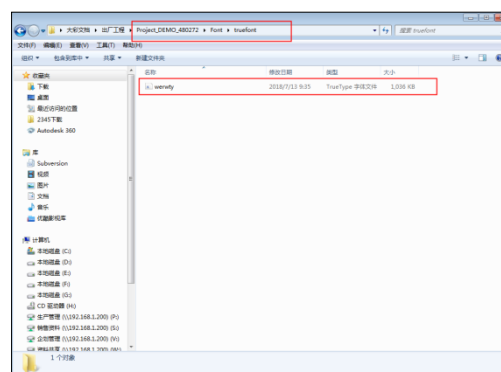 大彩文档 ▸ 出厂工程 ▸ Project_DEMO_480272 ▸ Font ▸ truefont
搜索 truefont
文件(F) 编辑(E) 查看(V) 工具(T) 帮助(H)
组织 包含到库中 共享 新建文件夹
名称 修改日期 类型 大小
收藏夹
werwty 2018/7/13 9:35 TrueType 字体文件 1,036 KB
下载
桌面
最近访问的位置
2345下载
Autodesk 360
库
Subversion
视频
图片
文档
音乐
优酷影视库
计算机
本地磁盘 (C:)
本地磁盘 (D:)
本地磁盘 (E:)
本地磁盘 (F:)
本地磁盘 (G:)
CD 驱动器 (H:)
生产管理 (\\192.168.1.200) (P:)
销售资料 (\\192.168.1.200) (S:)
企划管理 (\\192.168.1.200) (V:)
1 个对象